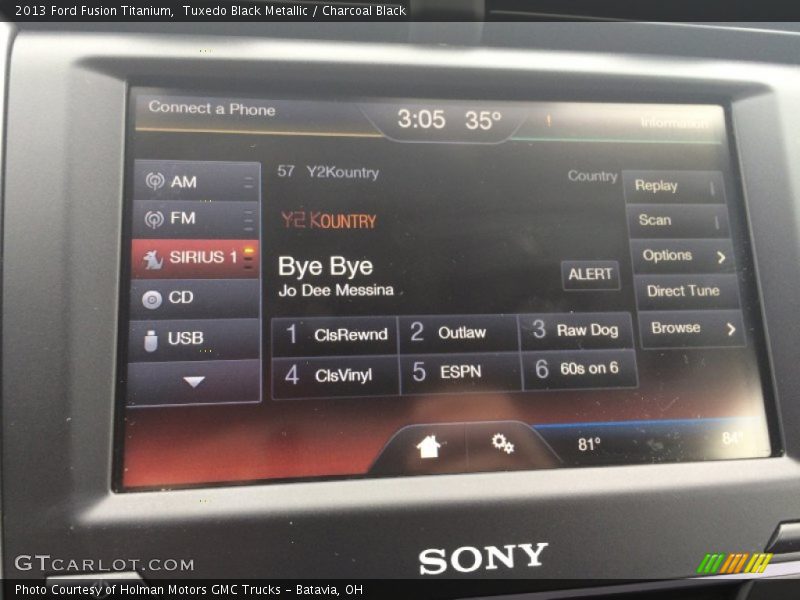 2013 Ford Fusion Titanium, Tuxedo Black Metallic / Charcoal Black
Connect a Phone
3:05 35°
Information
AM
FM
SIRIUS 1
CD
USB
57 Y2Kountry
Country
Y2KOUNTRY
Bye Bye
Jo Dee Messina
ALERT
Replay
Scan
Options
Direct Tune
Browse
1 ClsRewnd
2 Outlaw
3 Raw Dog
4 ClsVinyl
5 ESPN
6 60s on 6
81°
84°
SONY
GTCARLOT.COM
Photo Courtesy of Holman Motors GMC Trucks – Batavia, OH